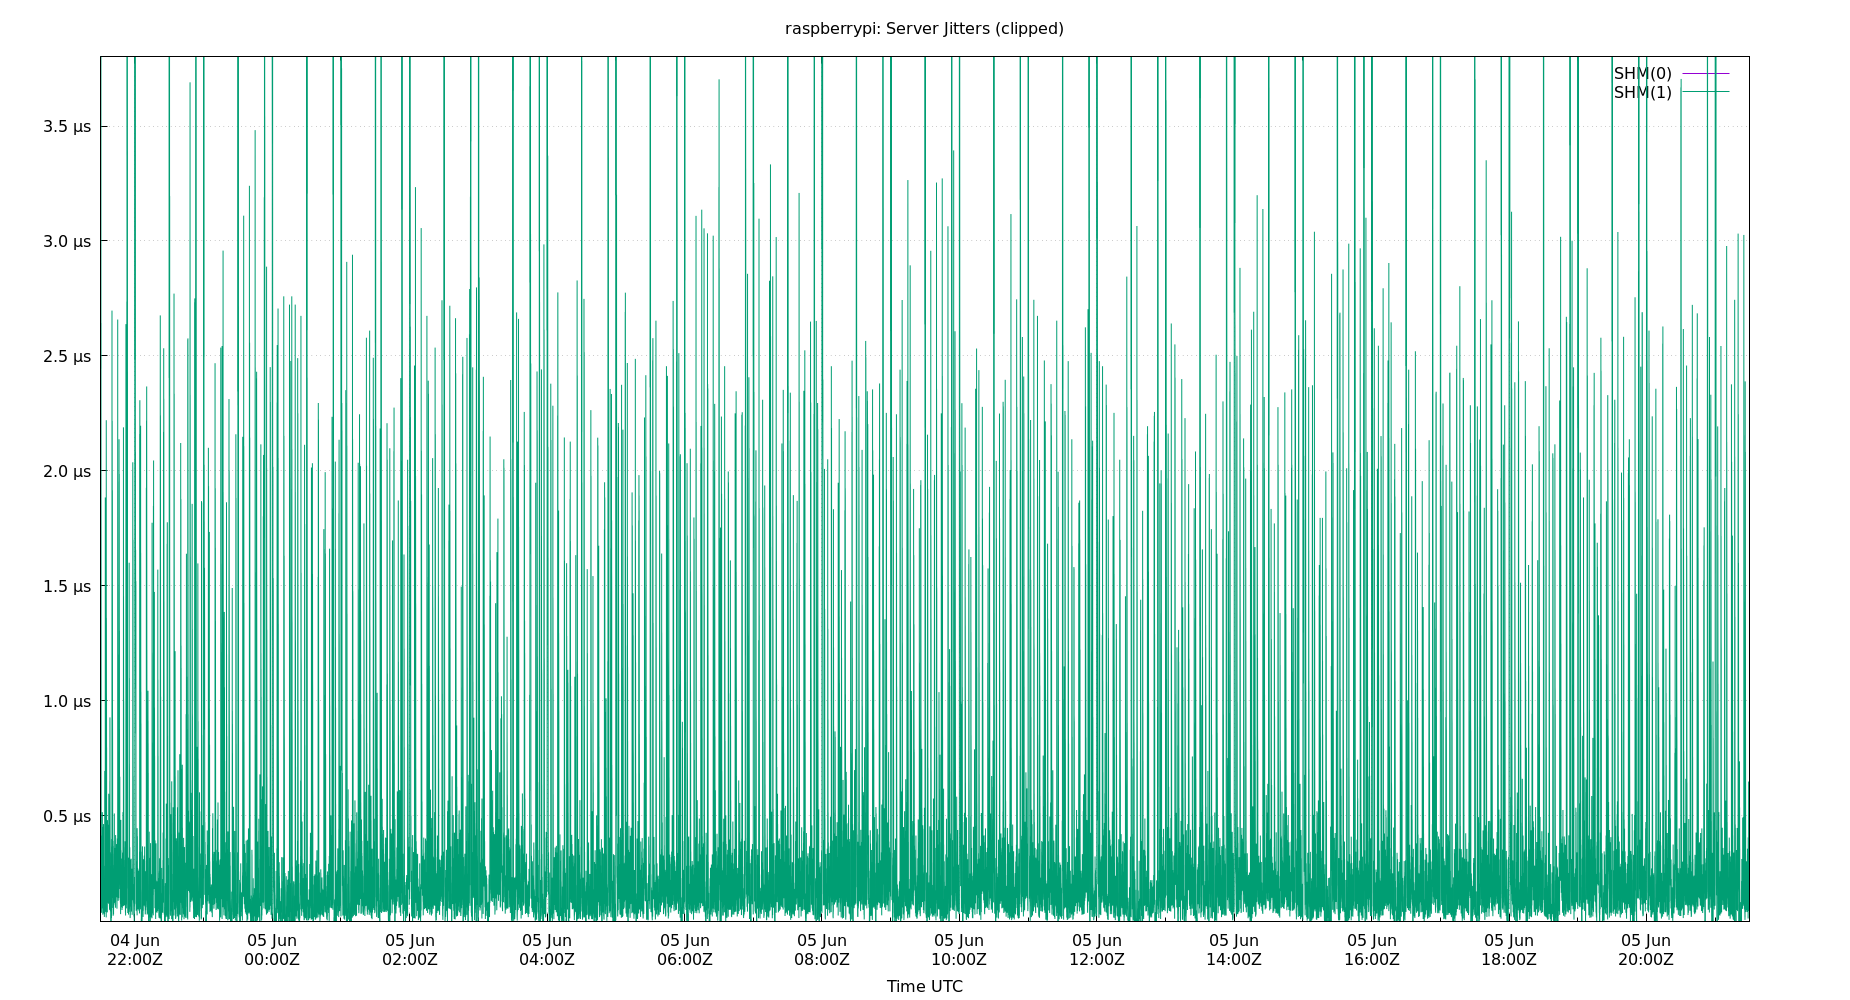 raspberrypi: Server Jitters (clipped)
SHM(0)
SHM(1)
3.5 µs
3.0 µs
2.5 µs
2.0 µs
1.5 µs
1.0 µs
0.5 µs
04 Jun 05 Jun 05 Jun 05 Jun 05 Jun 05 Jun 05 Jun 05 Jun 05 Jun 05 Jun 05 Jun 05 Jun
22:00Z 00:00Z 02:00Z 04:00Z 06:00Z 08:00Z 10:00Z 12:00Z 14:00Z 16:00Z 18:00Z 20:00Z
Time UTC